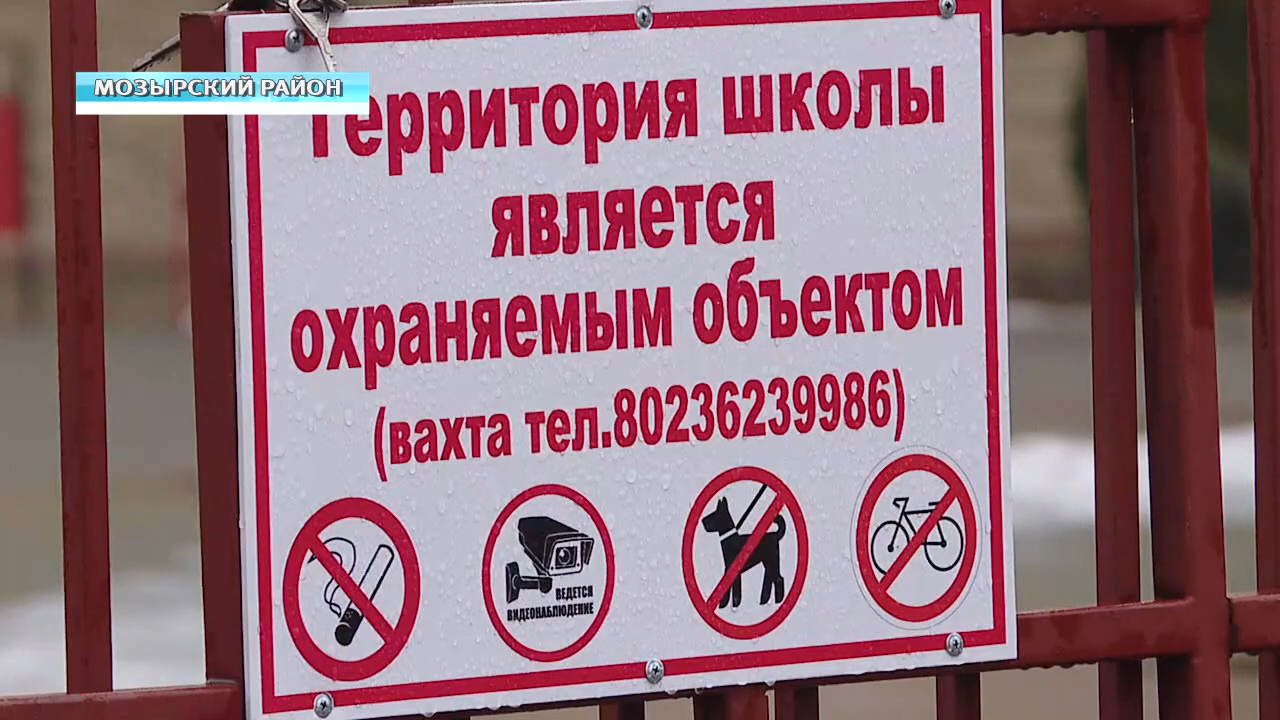 МОЗЫРСКИЙ РАЙОН
Территория школы
является
охраняемым объектом
(вахта тел.80236239986)
ВЕДЕТСЯ
ВИДЕОНАБЛЮДЕНИЕ